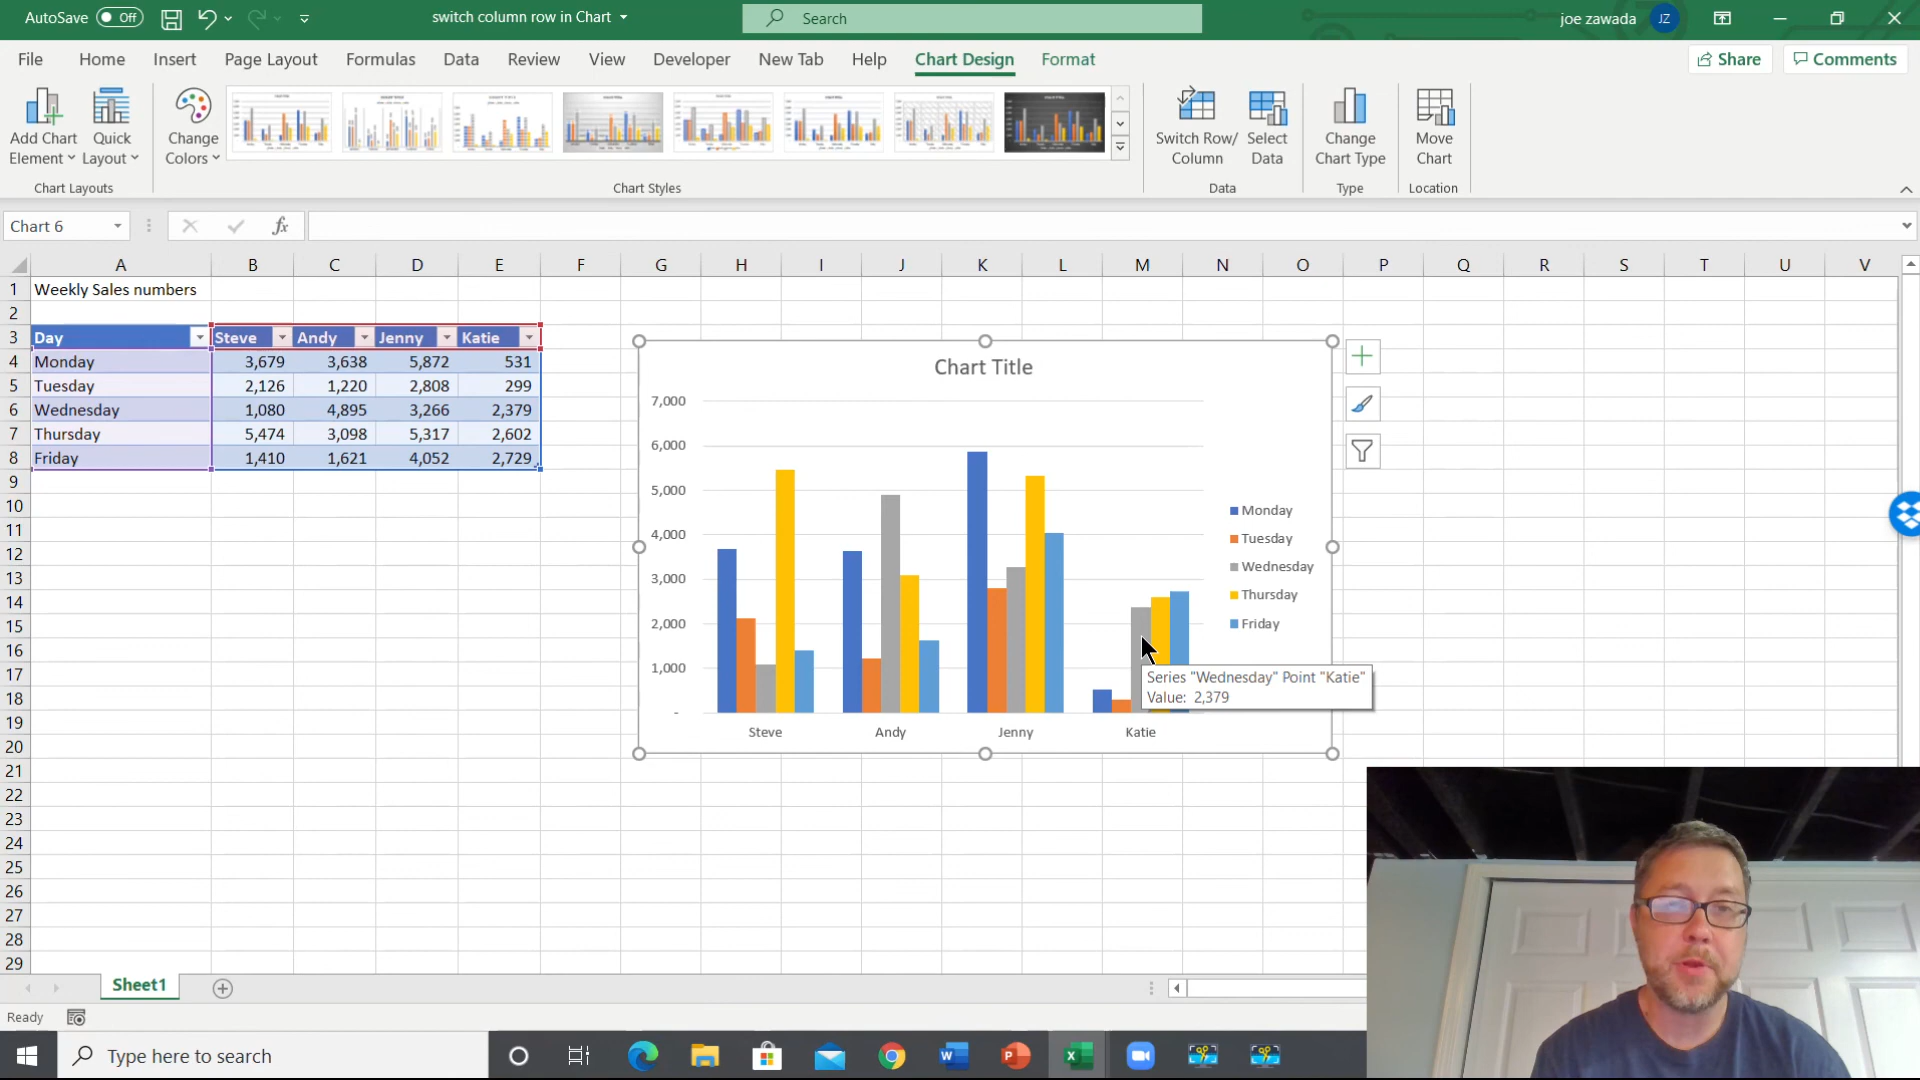 AutoSave Off switch column row in Chart Search joe zawada JZ
File Home Insert Page Layout Formulas Data Review View Developer New Tab Help Chart Design Format Share Comments
Add Chart Element Quick Layout Change Colors Switch Row/ Column Select Data Change Chart Type Move Chart
Chart Layouts Chart Styles Data Type Location
Chart 6 fx
A B C D E F G H I J K L M N O P Q R S T U V
1 Weekly Sales numbers
2
3 Day Steve Andy Jenny Katie
4 Monday 3,679 3,638 5,872 531
5 Tuesday 2,126 1,220 2,808 299
6 Wednesday 1,080 4,895 3,266 2,379
7 Thursday 5,474 3,098 5,317 2,602
8 Friday 1,410 1,621 4,052 2,729
9
10
11
12
13
14
15
16
17
18
19
20
21
22
23
24
25
26
27
28
29
Chart Title
7,000
6,000
5,000
4,000
3,000
2,000
1,000
-
Steve Andy Jenny Katie
Monday
Tuesday
Wednesday
Thursday
Friday
Series "Wednesday" Point "Katie"
Value: 2,379
Sheet1
Ready
Type here to search